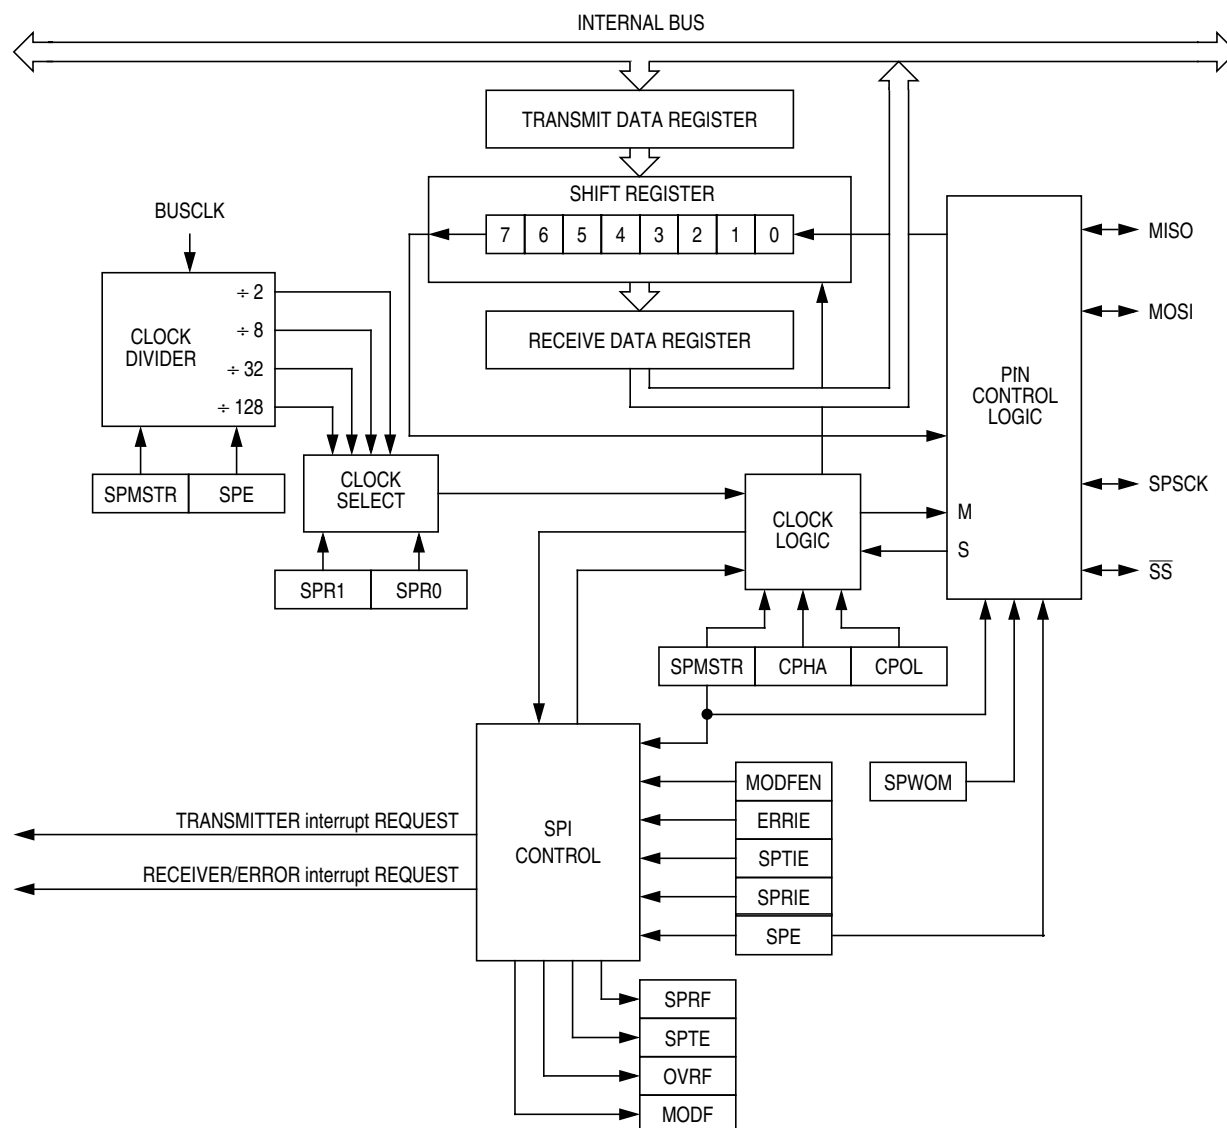 INTERNAL BUS
TRANSMIT DATA REGISTER
SHIFT REGISTER
7 6 5 4 3 2 1 0
BUSCLK
MISO
÷ 2
CLOCK
DIVIDER
÷ 8
÷ 32
÷ 128
RECEIVE DATA REGISTER
MOSI
PIN
CONTROL
LOGIC
SPMSTR SPE
CLOCK
SELECT
SPSCK
CLOCK
LOGIC
M
S
SS
SPR1 SPR0
SPMSTR CPHA CPOL
MODFEN
SPWOM
ERRIE
TRANSMITTER interrupt REQUEST
SPI
CONTROL
SPTIE
RECEIVER/ERROR interrupt REQUEST
SPRIE
SPE
SPRF
SPTE
OVRF
MODF